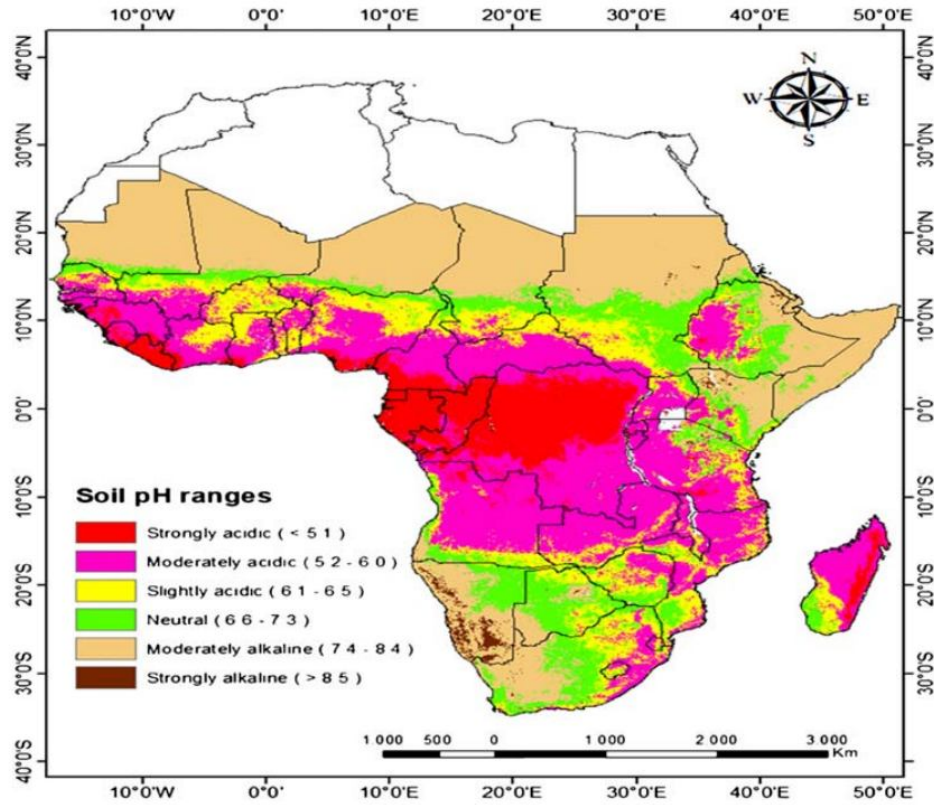 10°0'W 0°0' 10°0'E 20°0'E 30°0'E 40°0'E 50°0'E
40°0'N 40°0'N
N
W E
S
30°0'N 30°0'N
20°0'N 20°0'N
10°0'N 10°0'N
0°0' 0°0'
Soil pH ranges
10°0'S 10°0'S
Strongly acidic ( < 5 1 )
Moderately acidic ( 5 2 - 6 0 )
Slightly acidic ( 6 1 - 6 5 )
20°0'S 20°0'S
Neutral ( 6 6 - 7 3 )
Moderately alkaline ( 7 4 - 8 4 )
Strongly alkaline ( > 8 5 )
30°0'S 30°0'S
1 000 500 0 1 000 2 000 3 000
Km
40°0'S 40°0'S
10°0'W 0°0' 10°0'E 20°0'E 30°0'E 40°0'E 50°0'E